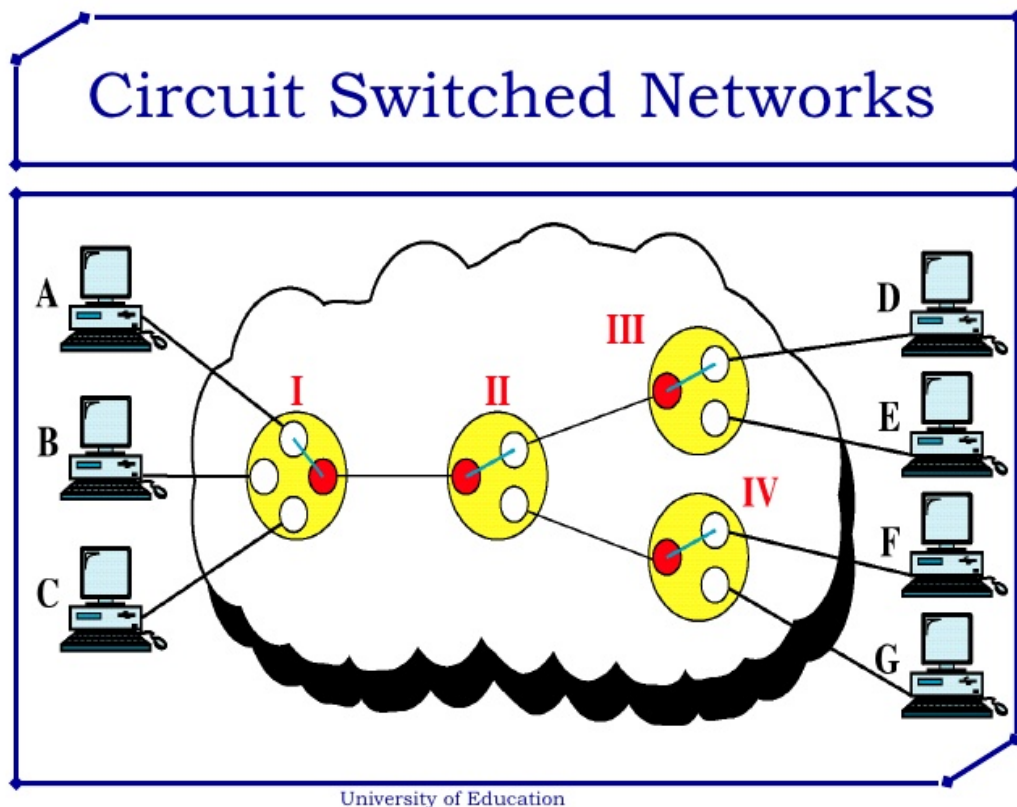 Circuit Switched Networks
A
D
III
I
II
E
B
IV
F
C
G
University of Education